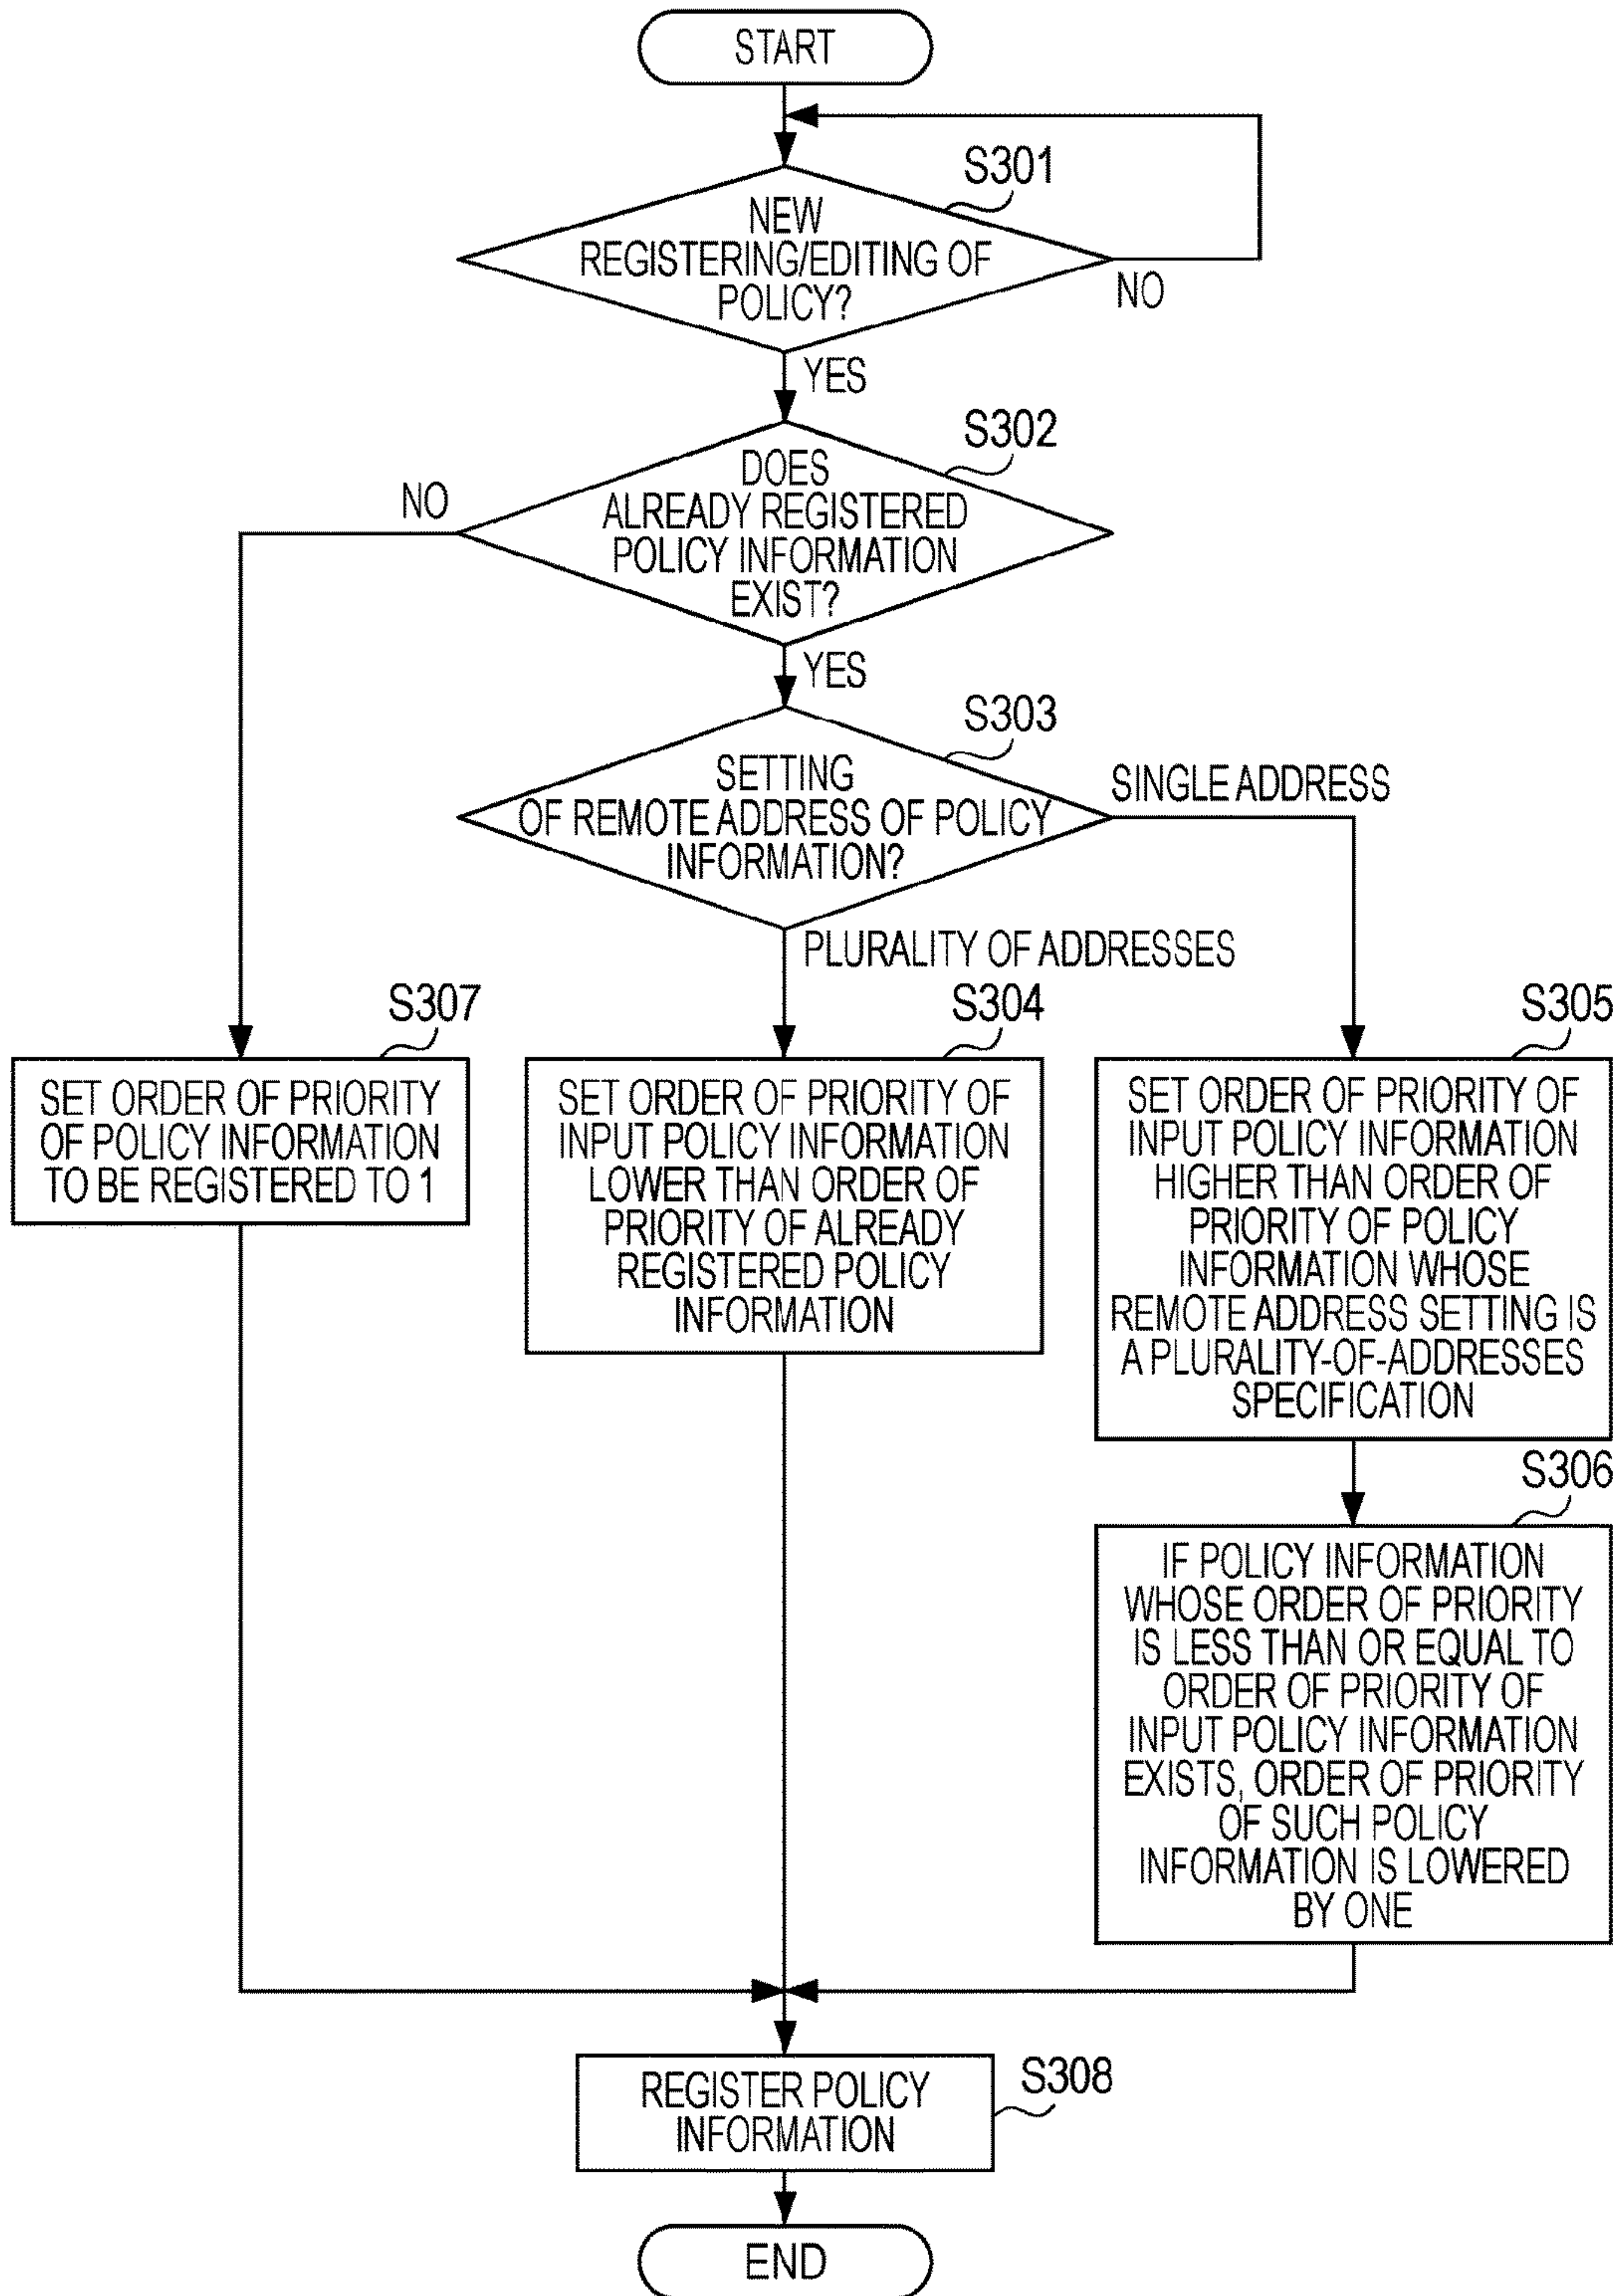 START
S301
NEW
REGISTERING/EDITING OF
POLICY?
NO
YES
S302
DOES
ALREADY REGISTERED
POLICY INFORMATION
EXIST?
NO
YES
S303
SETTING
OF REMOTE ADDRESS OF POLICY
INFORMATION?
SINGLE ADDRESS
PLURALITY OF ADDRESSES
S307
SET ORDER OF PRIORITY
OF POLICY INFORMATION
TO BE REGISTERED TO 1
S304
SET ORDER OF PRIORITY OF
INPUT POLICY INFORMATION
LOWER THAN ORDER OF
PRIORITY OF ALREADY
REGISTERED POLICY
INFORMATION
S305
SET ORDER OF PRIORITY OF
INPUT POLICY INFORMATION
HIGHER THAN ORDER OF
PRIORITY OF POLICY
INFORMATION WHOSE
REMOTE ADDRESS SETTING IS
A PLURALITY-OF-ADDRESSES
SPECIFICATION
S306
IF POLICY INFORMATION
WHOSE ORDER OF PRIORITY
IS LESS THAN OR EQUAL TO
ORDER OF PRIORITY OF
INPUT POLICY INFORMATION
EXISTS, ORDER OF PRIORITY
OF SUCH POLICY
INFORMATION IS LOWERED
BY ONE
S308
REGISTER POLICY
INFORMATION
END